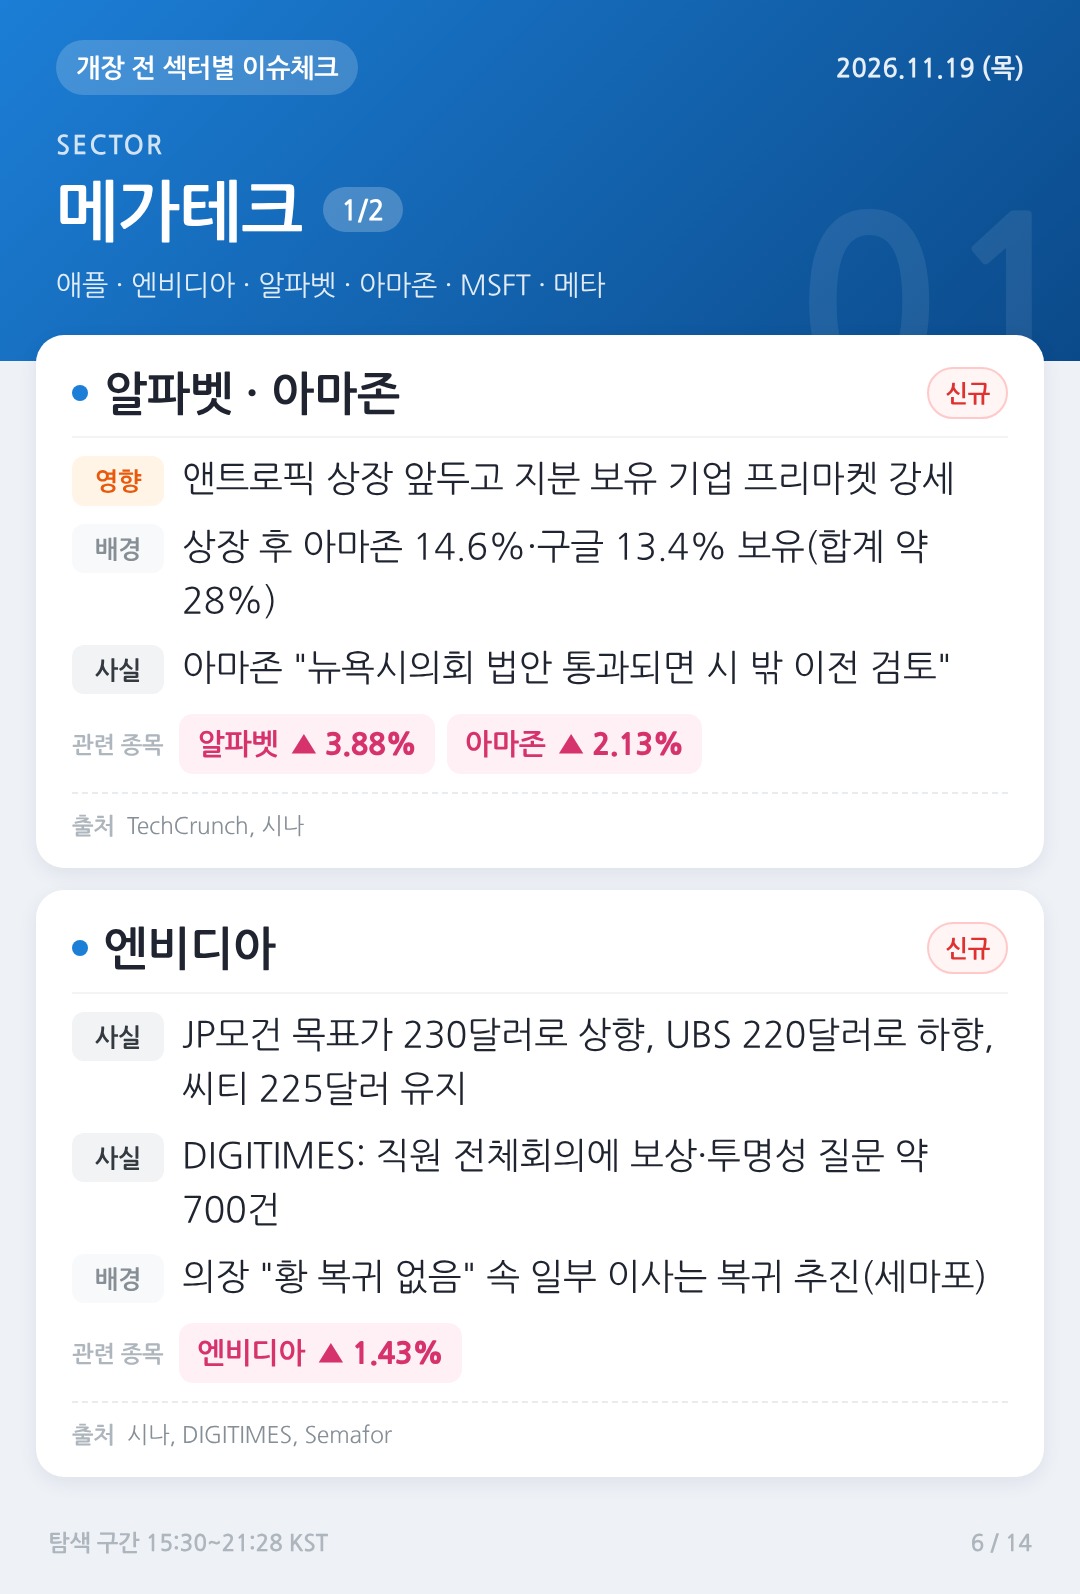 개장 전 섹터별 이슈체크
2026.11.19 (목)
SECTOR
메가테크 1/2
애플 · 엔비디아 · 알파벳 · 아마존 · MSFT · 메타
01
알파벳 · 아마존
신규
영향 앤트로픽 상장 앞두고 지분 보유 기업 프리마켓 강세
배경 상장 후 아마존 14.6%·구글 13.4% 보유(합계 약
28%)
사실 아마존 "뉴욕시의회 법안 통과되면 시 밖 이전 검토"
관련 종목 알파벳 ▲ 3.88% 아마존 ▲ 2.13%
출처 TechCrunch, 시나
엔비디아
신규
사실 JP모건 목표가 230달러로 상향, UBS 220달러로 하향,
씨티 225달러 유지
사실 DIGITIMES: 직원 전체회의에 보상·투명성 질문 약
700건
배경 의장 "황 복귀 없음" 속 일부 이사는 복귀 추진(세마포)
관련 종목 엔비디아 ▲ 1.43%
출처 시나, DIGITIMES, Semafor
탐색 구간 15:30~21:28 KST
6 / 14